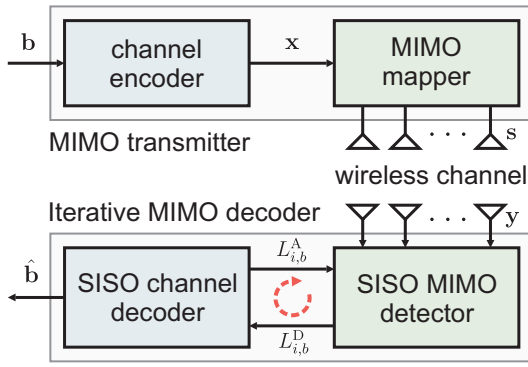 b
channel
encoder
x
MIMO
mapper
MIMO transmitter
· · ·
s
wireless channel
Iterative MIMO decoder
· · ·
y
b̂
SISO channel
decoder
L^A_{i,b}
L^D_{i,b}
SISO MIMO
detector